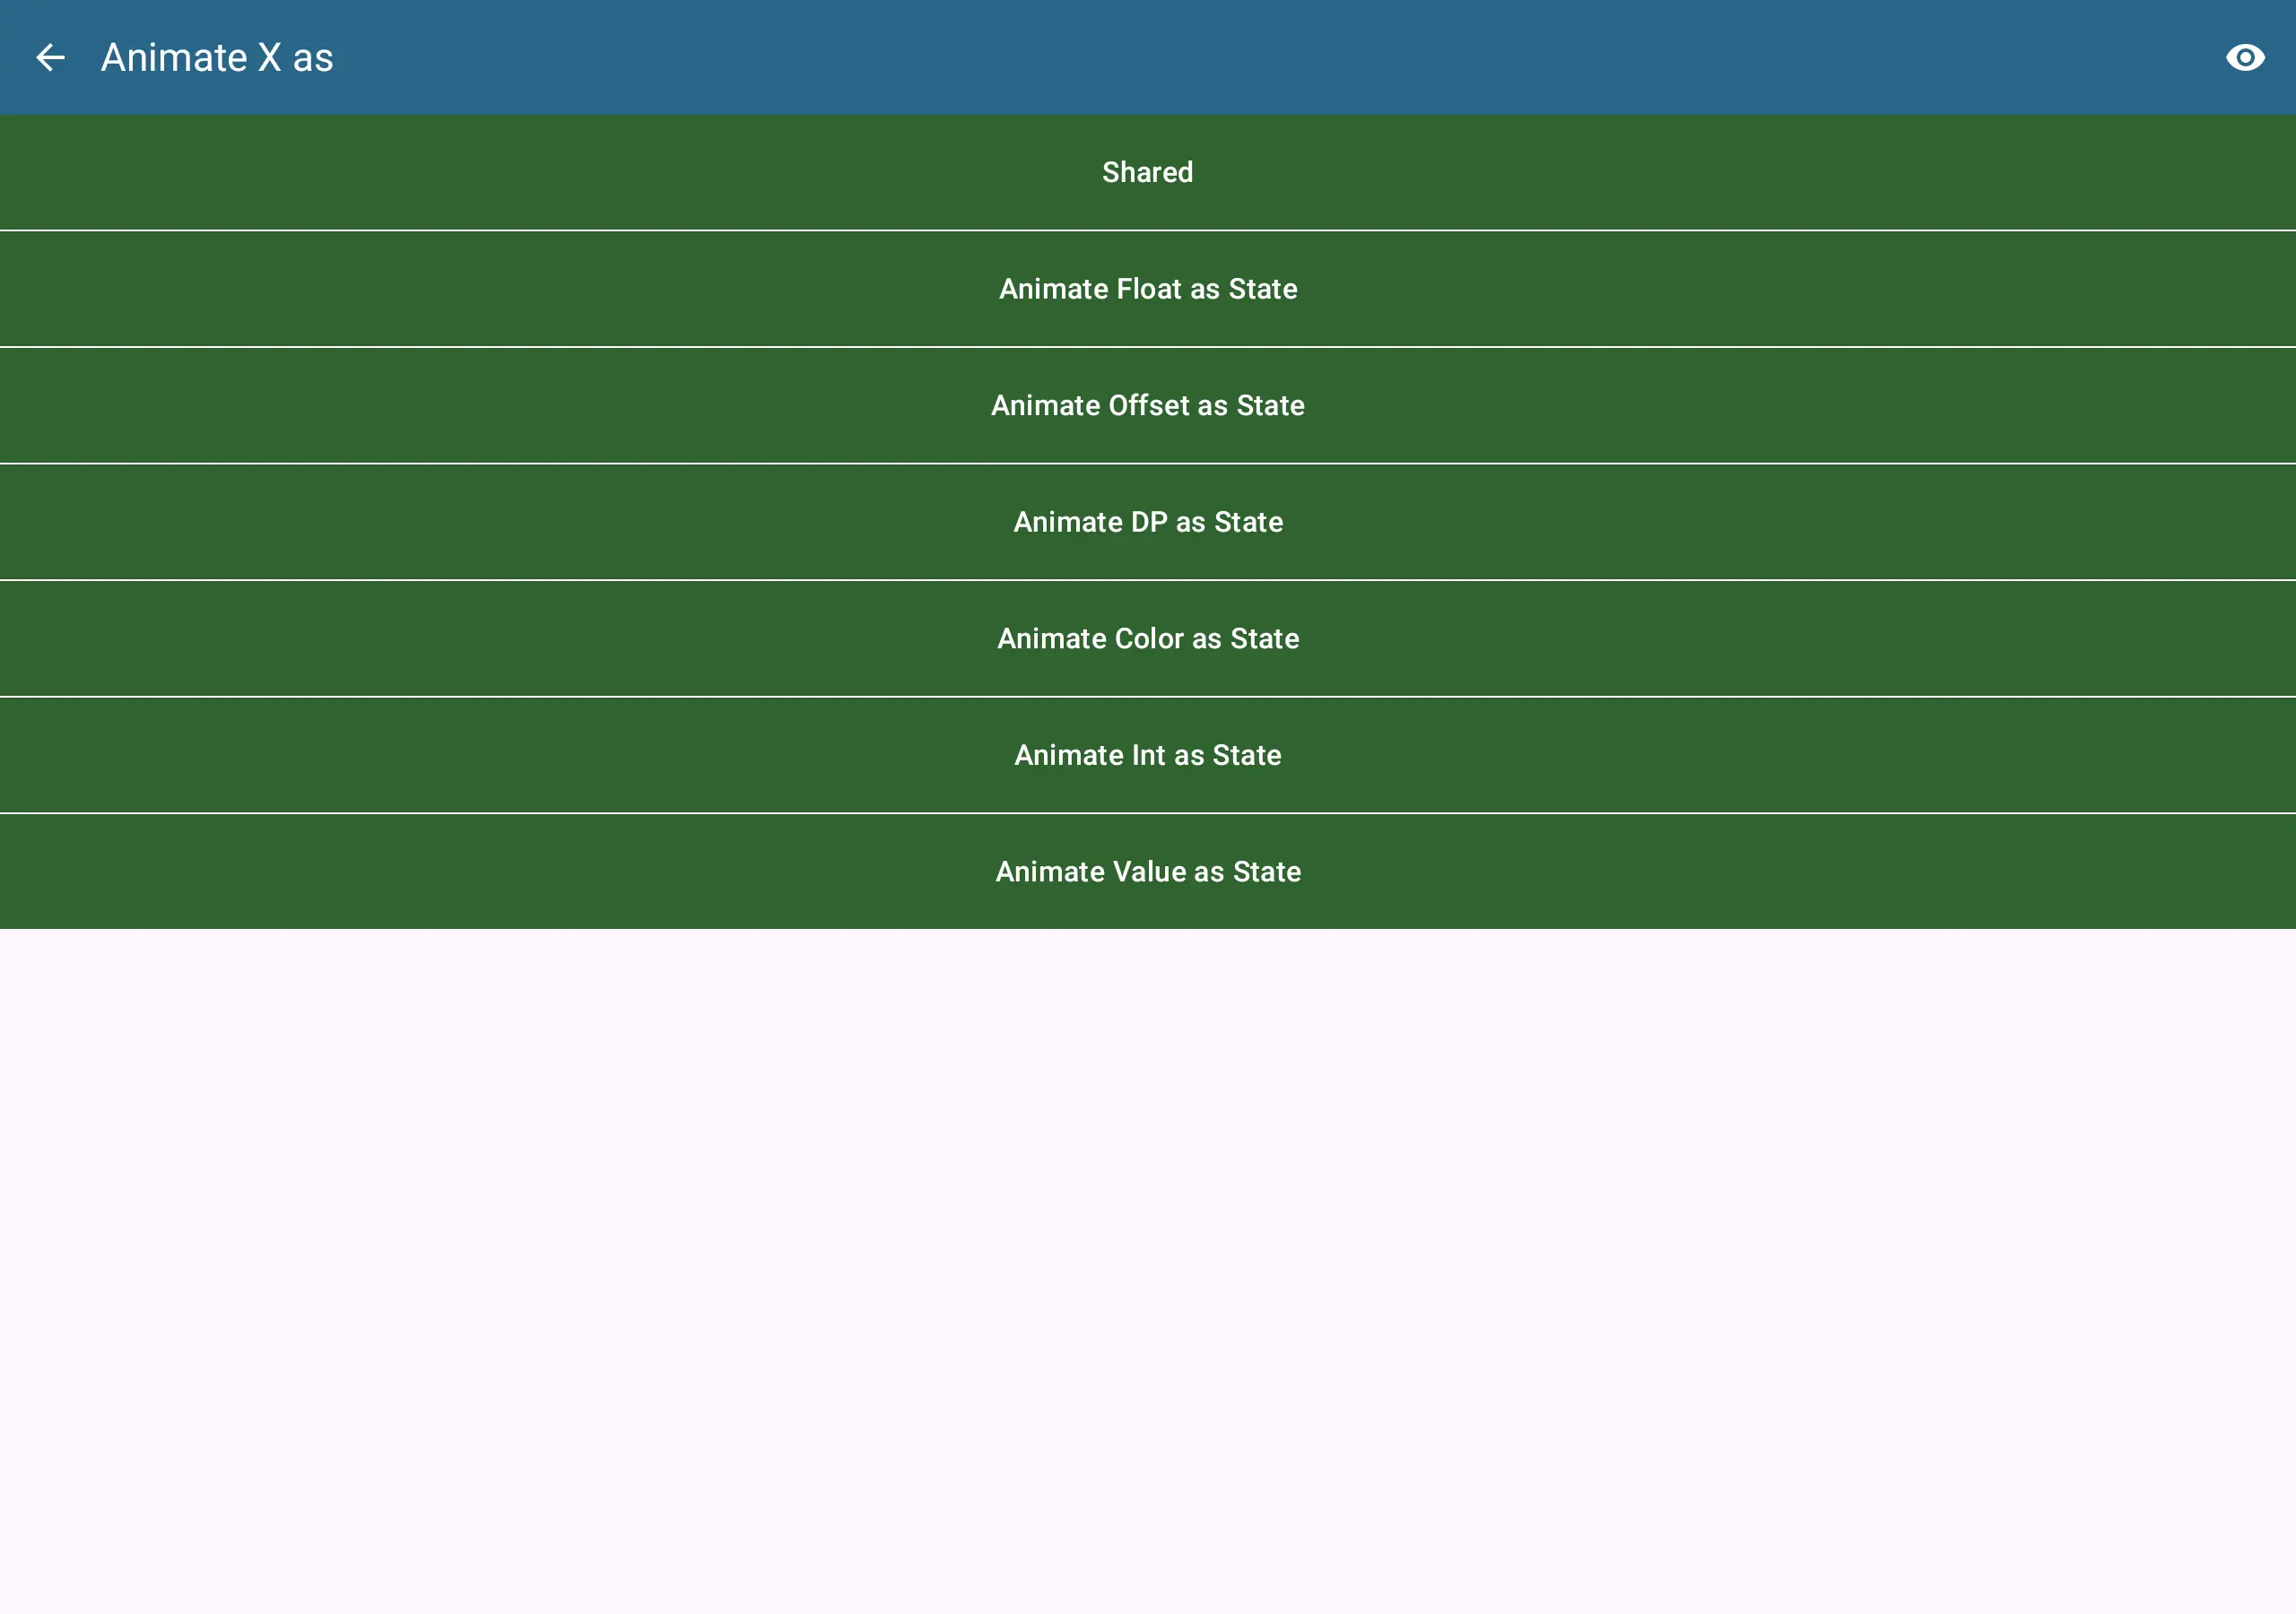 Animate X as
Shared
Animate Float as State
Animate Offset as State
Animate DP as State
Animate Color as State
Animate Int as State
Animate Value as State